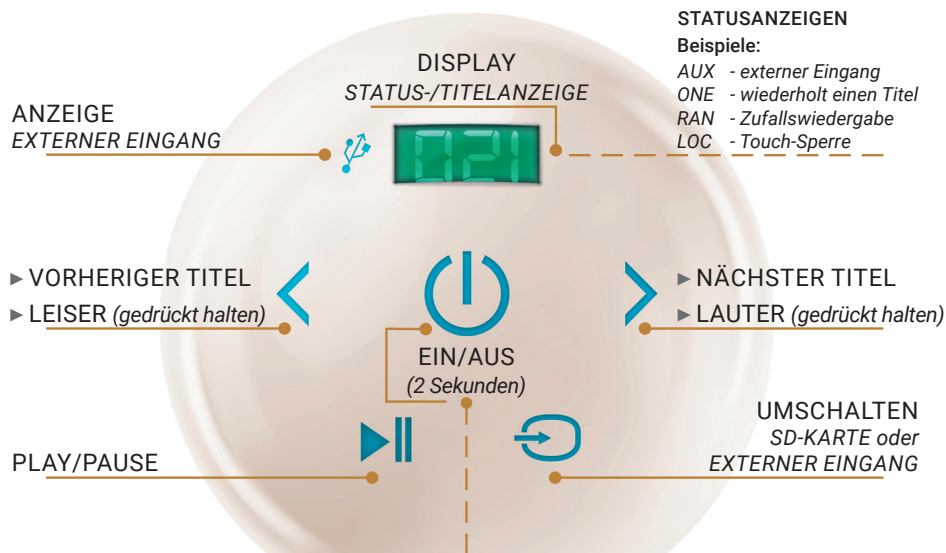 STATUSANZEIGEN
Beispiele:
AUX - externer Eingang
ONE - wiederholt einen Titel
RAN - Zufallswiedergabe
LOC - Touch-Sperre
DISPLAY
STATUS-/TITELANZEIGE
ANZEIGE
EXTERNER EINGANG
021
► VORHERIGER TITEL
► LEISER (gedrückt halten)
► NÄCHSTER TITEL
► LAUTER (gedrückt halten)
EIN/AUS
(2 Sekunden)
UMSCHALTEN
SD-KARTE oder
EXTERNER EINGANG
PLAY/PAUSE